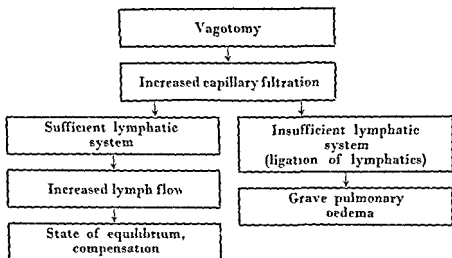 Vagotomy
Increased capillary filtration
Sufficient lymphatic
system
Increased lymph flow
State of equilibrium,
compensation
Insufficient lymphatic
system
(ligation of lymphatics)
Grave pulmonary
oedema